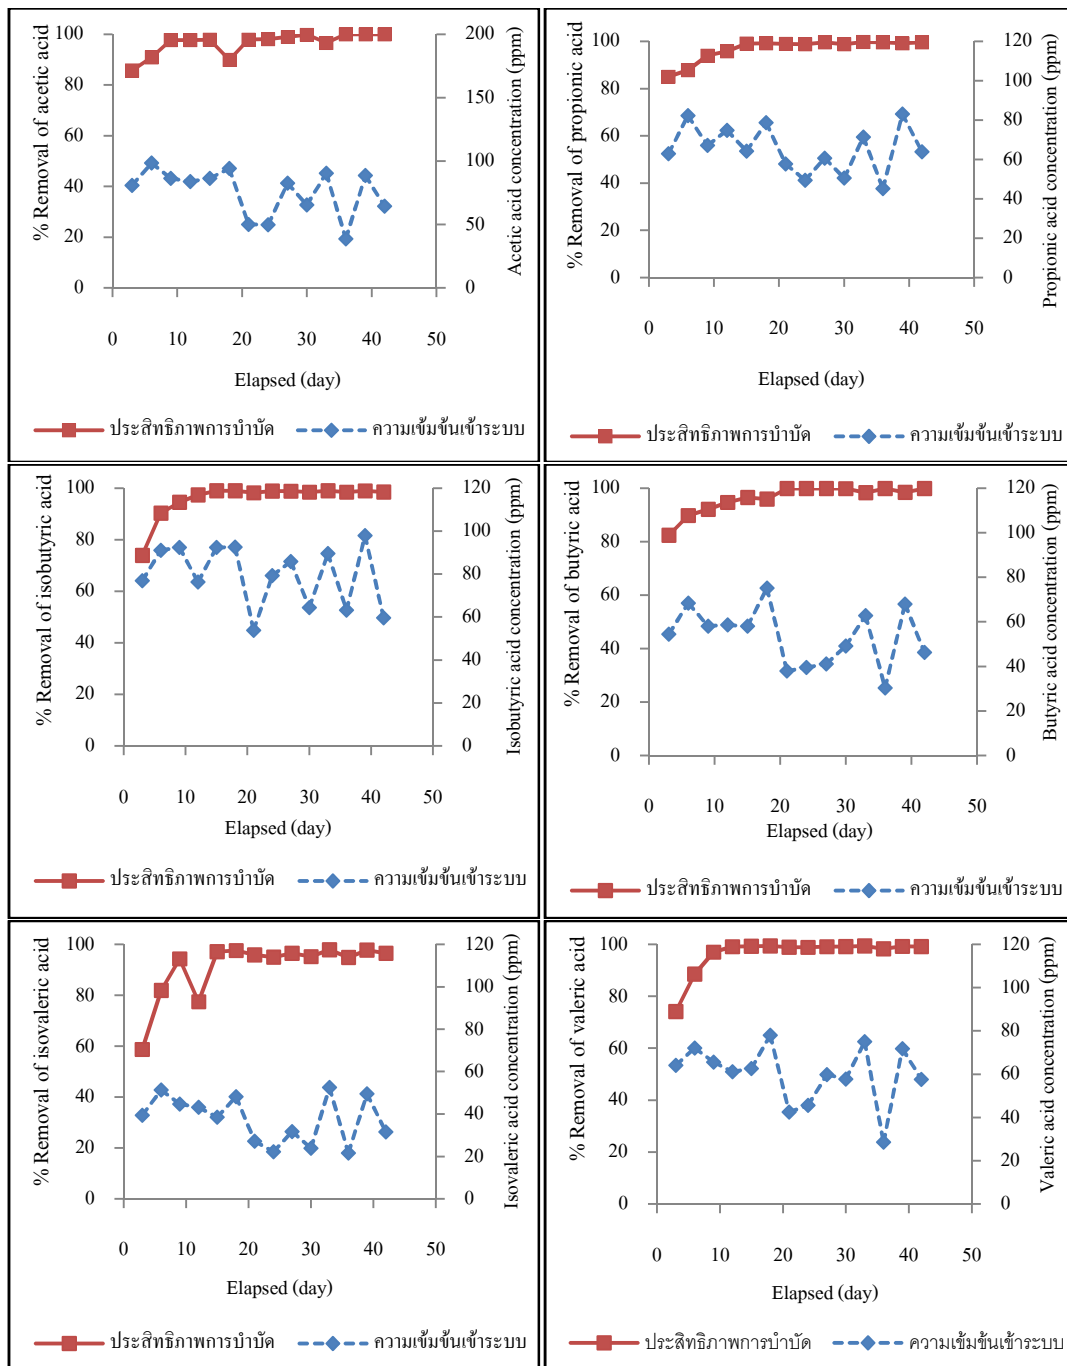 % Removal of acetic acid
100
80
60
40
20
0
200
150
100
50
0
Acetic acid concentration (ppm)
0 10 20 30 40 50
Elapsed (day)
ประสิทธิภาพการบำบัด ความเข้มข้นเข้าระบบ
% Removal of propionic acid
100
80
60
40
20
0
120
100
80
60
40
20
0
Propionic acid concentration (ppm)
0 10 20 30 40 50
Elapsed (day)
ประสิทธิภาพการบำบัด ความเข้มข้นเข้าระบบ
% Removal of isobutyric acid
100
80
60
40
20
0
120
100
80
60
40
20
0
Isobutyric acid concentration (ppm)
0 10 20 30 40 50
Elapsed (day)
ประสิทธิภาพการบำบัด ความเข้มข้นเข้าระบบ
% Removal of butyric acid
100
80
60
40
20
0
120
100
80
60
40
20
0
Butyric acid concentration (ppm)
0 10 20 30 40 50
Elapsed (day)
ประสิทธิภาพการบำบัด ความเข้มข้นเข้าระบบ
% Removal of isovaleric acid
100
80
60
40
20
0
120
100
80
60
40
20
0
Isovaleric acid concentration (ppm)
0 10 20 30 40 50
Elapsed (day)
ประสิทธิภาพการบำบัด ความเข้มข้นเข้าระบบ
% Removal of valeric acid
100
80
60
40
20
0
120
100
80
60
40
20
0
Valeric acid concentration (ppm)
0 10 20 30 40 50
Elapsed (day)
ประสิทธิภาพการบำบัด ความเข้มข้นเข้าระบบ